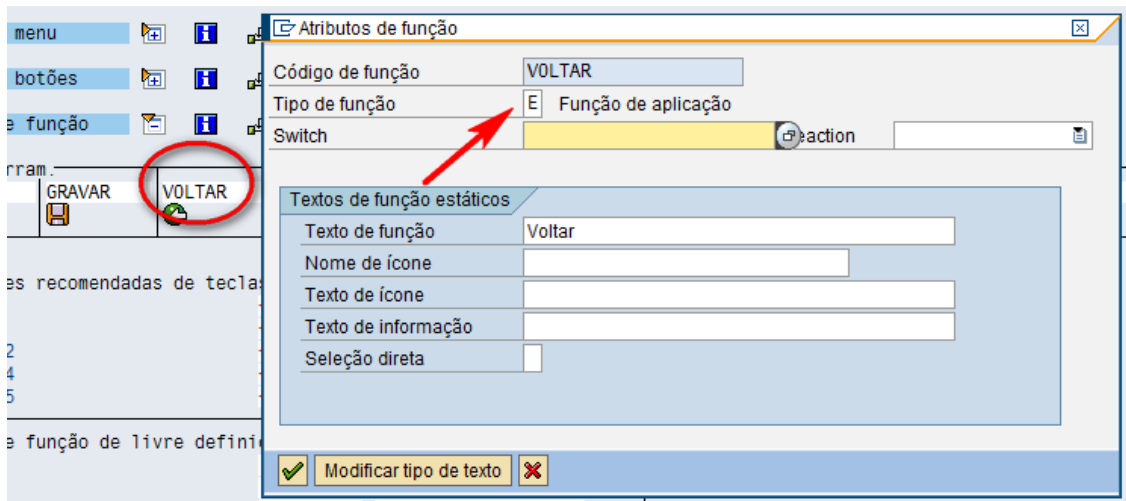 menu
botões
função
GRAVAR VOLTAR
es recomendadas de tecla
2
4
5
função de livre defini
Atributos de função
Código de função VOLTAR
Tipo de função E Função de aplicação
Switch eaction
Textos de função estáticos
Texto de função Voltar
Nome de ícone
Texto de ícone
Texto de informação
Seleção direta
Modificar tipo de texto